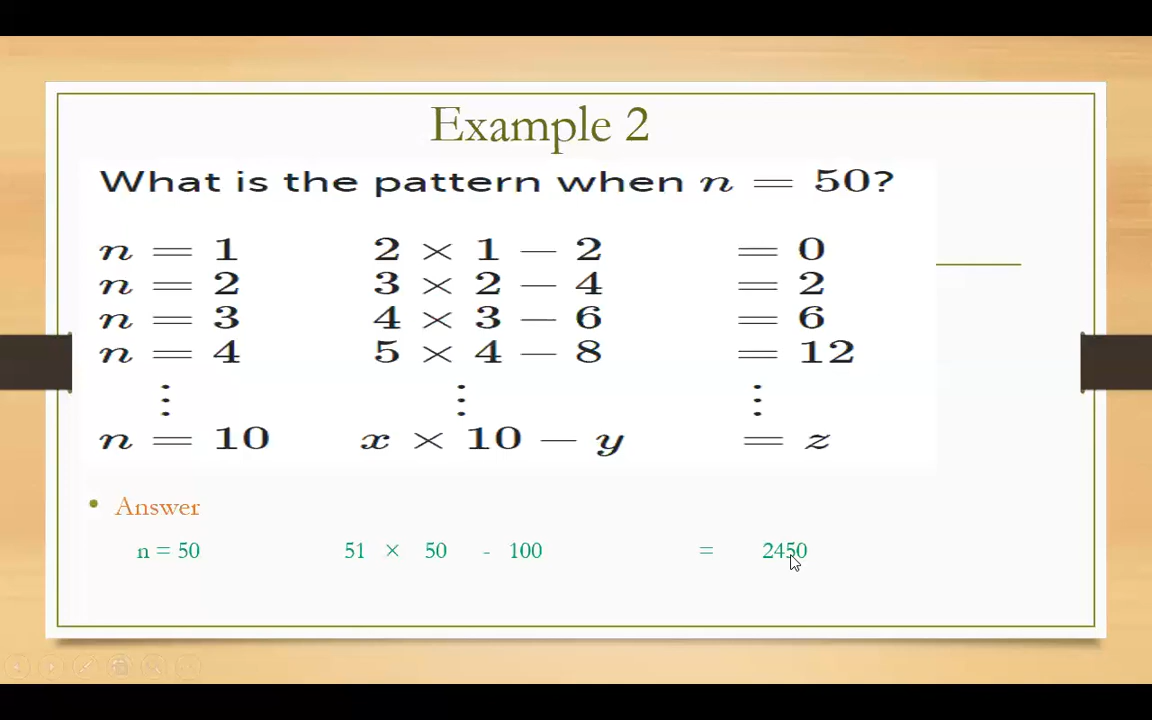 Example 2
What is the pattern when n = 50?
n = 1 2 × 1 − 2 = 0
n = 2 3 × 2 − 4 = 2
n = 3 4 × 3 − 6 = 6
n = 4 5 × 4 − 8 = 12
⋮ ⋮ ⋮
n = 10 x × 10 − y = z
• Answer
n = 50 51 × 50 - 100 = 2450